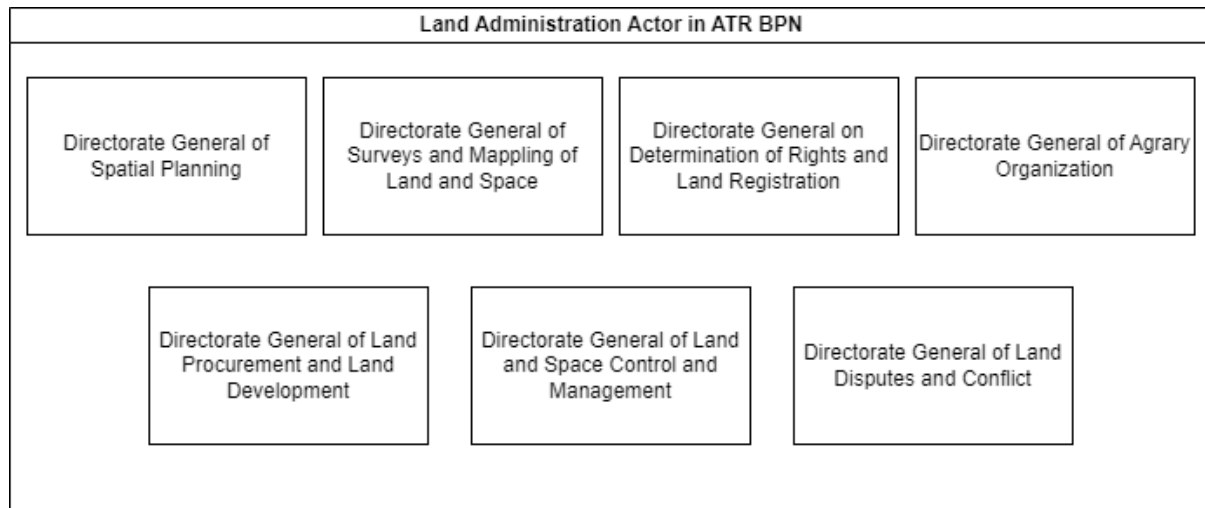 Land Administration Actor in ATR BPN
Directorate General of
Spatial Planning
Directorate General of
Surveys and Mappling of
Land and Space
Directorate General on
Determination of Rights and
Land Registration
Directorate General of Agrary
Organization
Directorate General of Land
Procurement and Land
Development
Directorate General of Land
and Space Control and
Management
Directorate General of Land
Disputes and Conflict